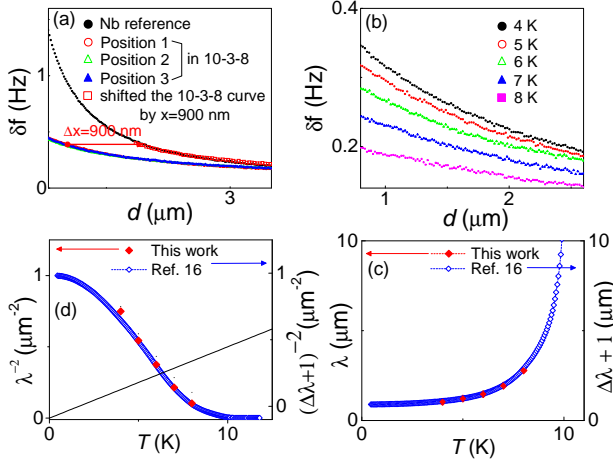 (a)
Nb reference
Position 1
Position 2
Position 3
in 10-3-8
shifted the 10-3-8 curve
by x=900 nm
Δx=900 nm
δf (Hz)
1
0
3
d (μm)
(b)
4 K
5 K
6 K
7 K
8 K
δf (Hz)
0.4
0.2
1
2
d (μm)
(d)
This work
Ref. 16
λ⁻² (μm⁻²)
1
0
(Δλ+1)⁻² (μm⁻²)
1
0
0
10
T (K)
(c)
This work
Ref. 16
λ (μm)
10
5
0
Δλ + 1 (μm)
10
5
0
0
5
10
T (K)